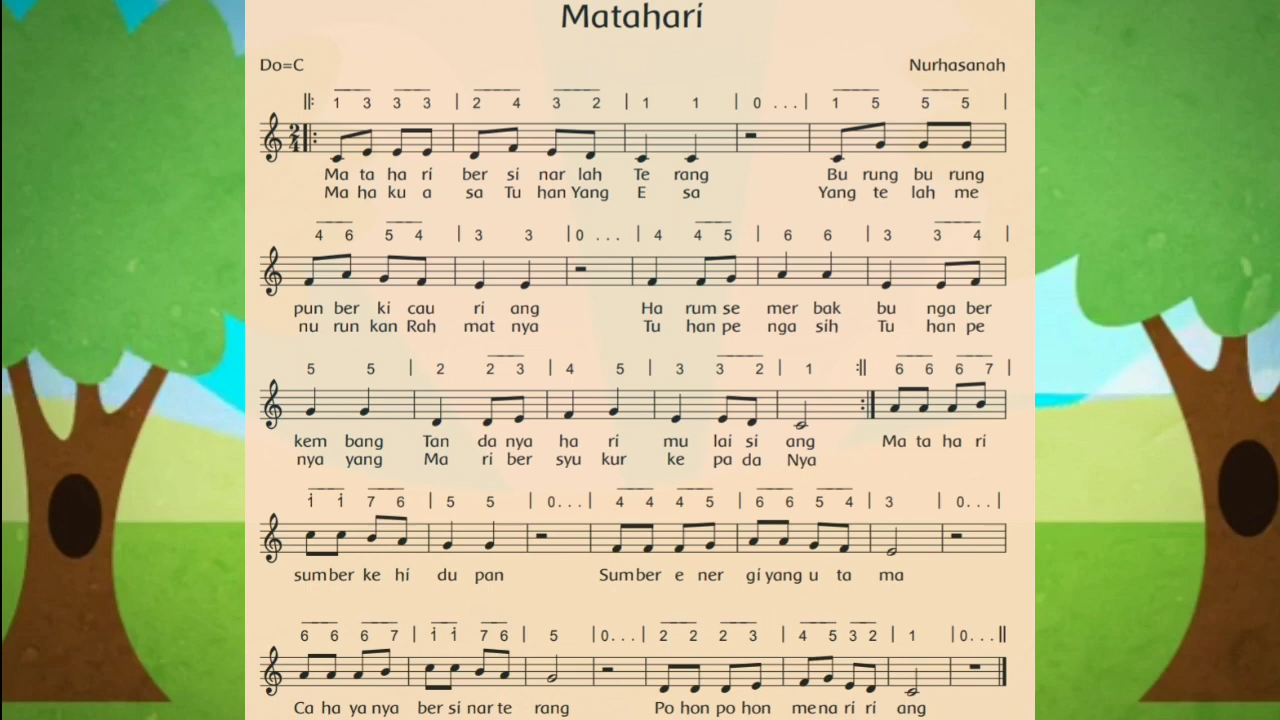 Matahari
Do=C Nurhasanah
‖: 1 3 3 3 | 2 4 3 2 | 1 1 | 0 ... | 1 5 5 5 |
2 4
Ma ta ha ri ber si nar lah Te rang Bu rung bu rung
Ma ha ku a sa Tu han Yang E sa Yang te lah me
4 6 5 4 | 3 3 | 0 ... | 4 4 5 | 6 6 | 3 3 4 |
pun ber ki cau ri ang Ha rum se mer bak bu nga ber
nu run kan Rah mat nya Tu han pe nga sih Tu han pe
5 5 | 2 2 3 | 4 5 | 3 3 2 | 1 :‖ 6 6 6 7 |
kem bang Tan da nya ha ri mu lai si ang Ma ta ha ri
nya yang Ma ri ber syu kur ke pa da Nya
1̇ 1̇ 7 6 | 5 5 | 0... | 4 4 4 5 | 6 6 5 4 | 3 | 0... |
sum ber ke hi du pan Sum ber e ner gi yang u ta ma
6 6 6 7 | 1̇ 1̇ 7 6 | 5 | 0... | 2 2 2 3 | 4 5 3 2 | 1 | 0... ‖
Ca ha ya nya ber si nar te rang Po hon po hon me na ri ri ang